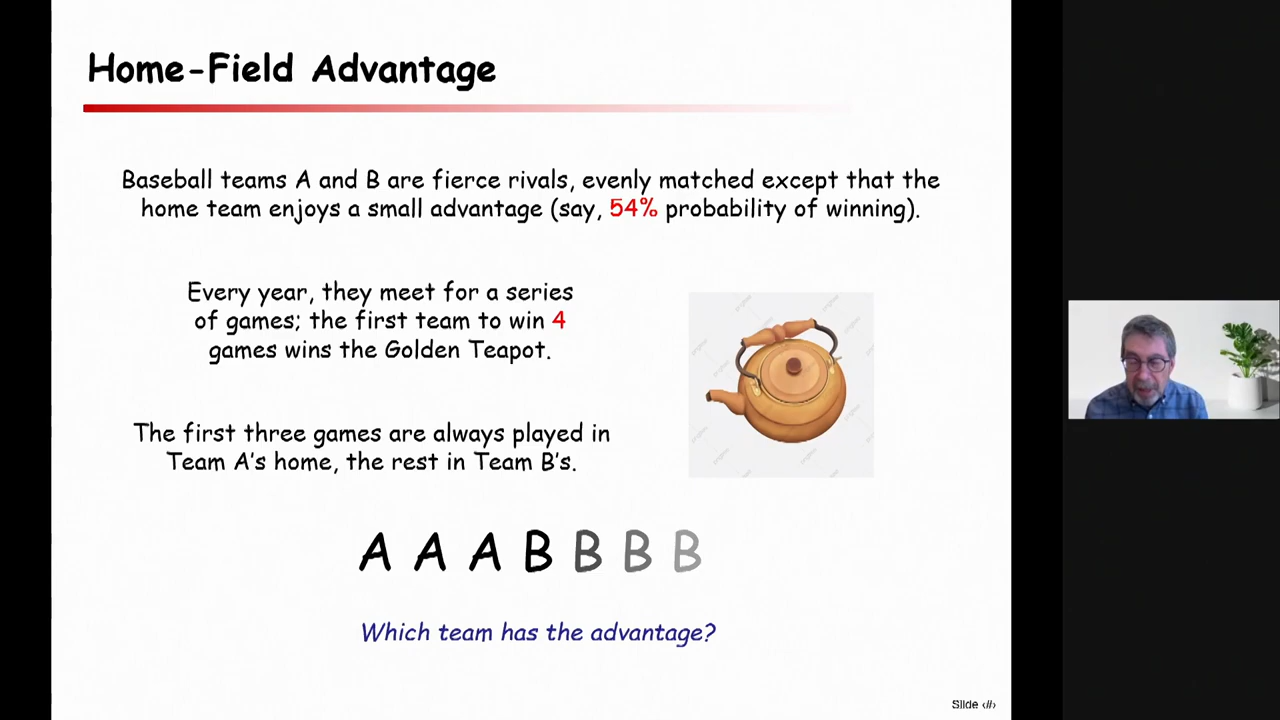 Home-Field Advantage
Baseball teams A and B are fierce rivals, evenly matched except that the
home team enjoys a small advantage (say, 54% probability of winning).
Every year, they meet for a series
of games; the first team to win 4
games wins the Golden Teapot.
The first three games are always played in
Team A's home, the rest in Team B's.
A A A B B B B
Which team has the advantage?
Slide ‹#›